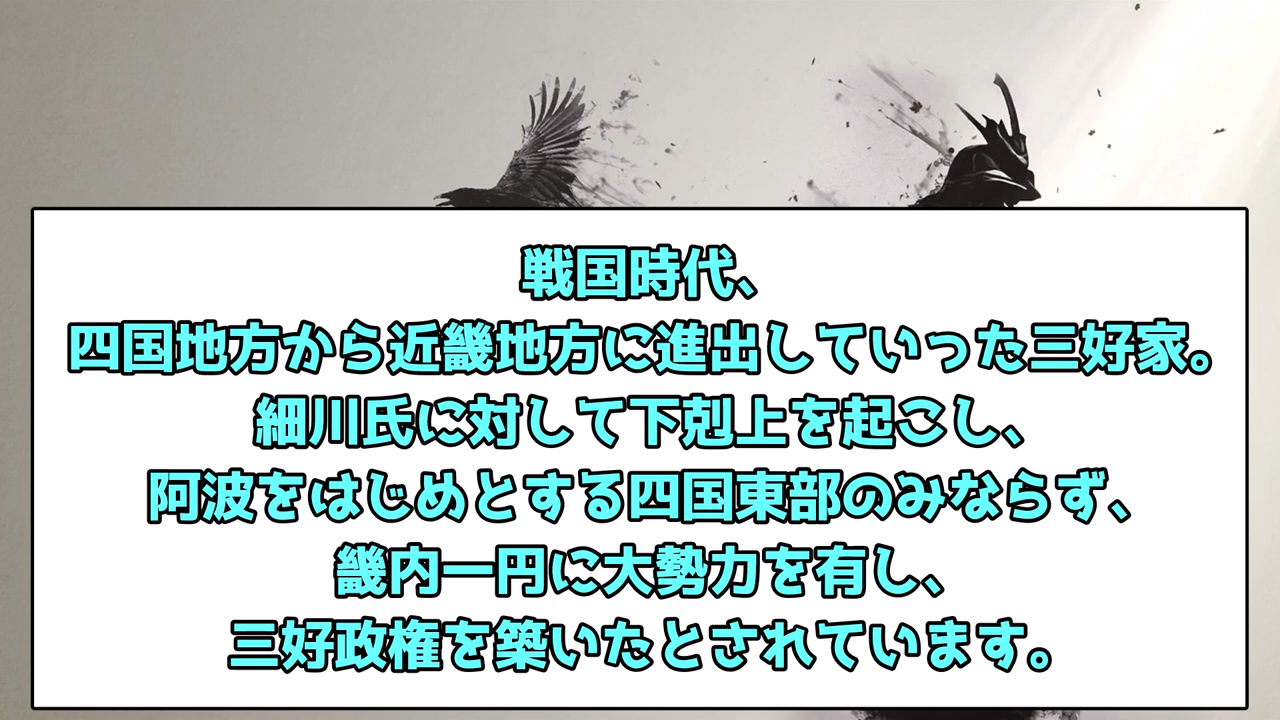 戦国時代、
四国地方から近畿地方に進出していった三好家。
細川氏に対して下剋上を起こし、
阿波をはじめとする四国東部のみならず、
畿内一円に大勢力を有し、
三好政権を築いたとされています。